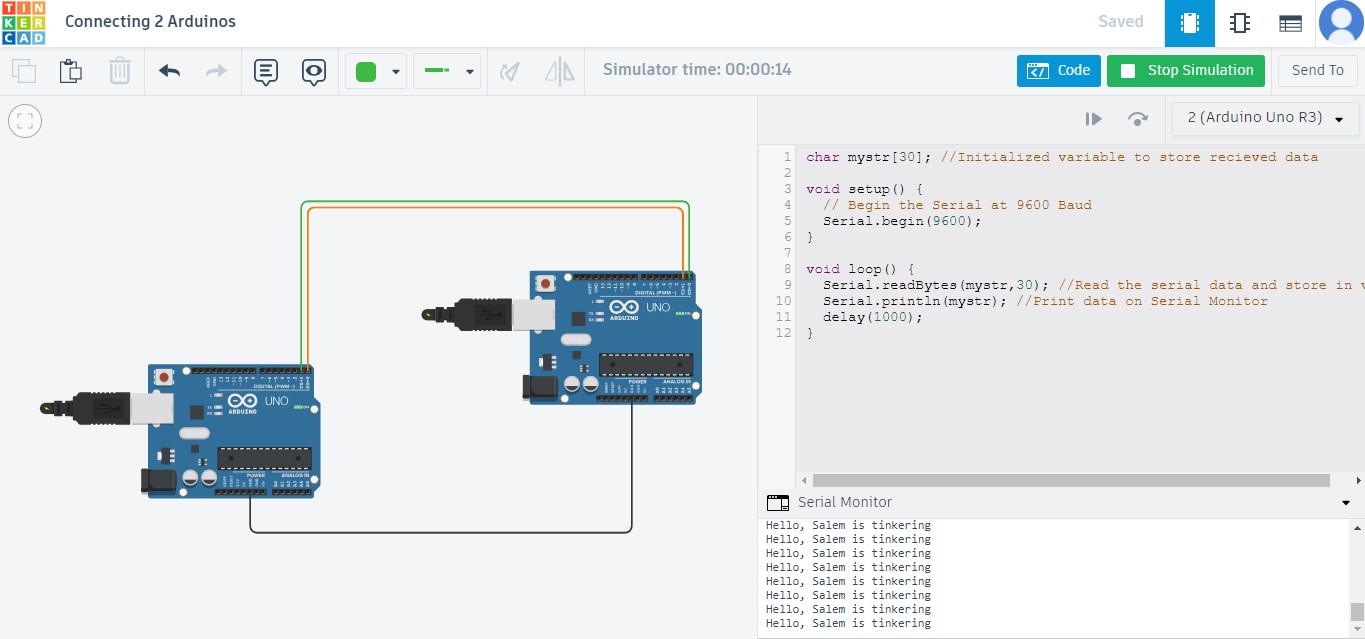 TIN
KER
CAD
Connecting 2 Arduinos
Saved
Simulator time: 00:00:14
Code
Stop Simulation
Send To
2 (Arduino Uno R3)
1 char mystr[30]; //Initialized variable to store recieved data
2
3 void setup() {
4 // Begin the Serial at 9600 Baud
5 Serial.begin(9600);
6 }
7
8 void loop() {
9 Serial.readBytes(mystr,30); //Read the serial data and store in
10 Serial.println(mystr); //Print data on Serial Monitor
11 delay(1000);
12 }
DIGITAL (PWM~)
UNO
ARDUINO
POWER
ANALOG IN
DIGITAL (PWM~)
UNO
ARDUINO
POWER
ANALOG IN
Serial Monitor
Hello, Salem is tinkering
Hello, Salem is tinkering
Hello, Salem is tinkering
Hello, Salem is tinkering
Hello, Salem is tinkering
Hello, Salem is tinkering
Hello, Salem is tinkering
Hello, Salem is tinkering